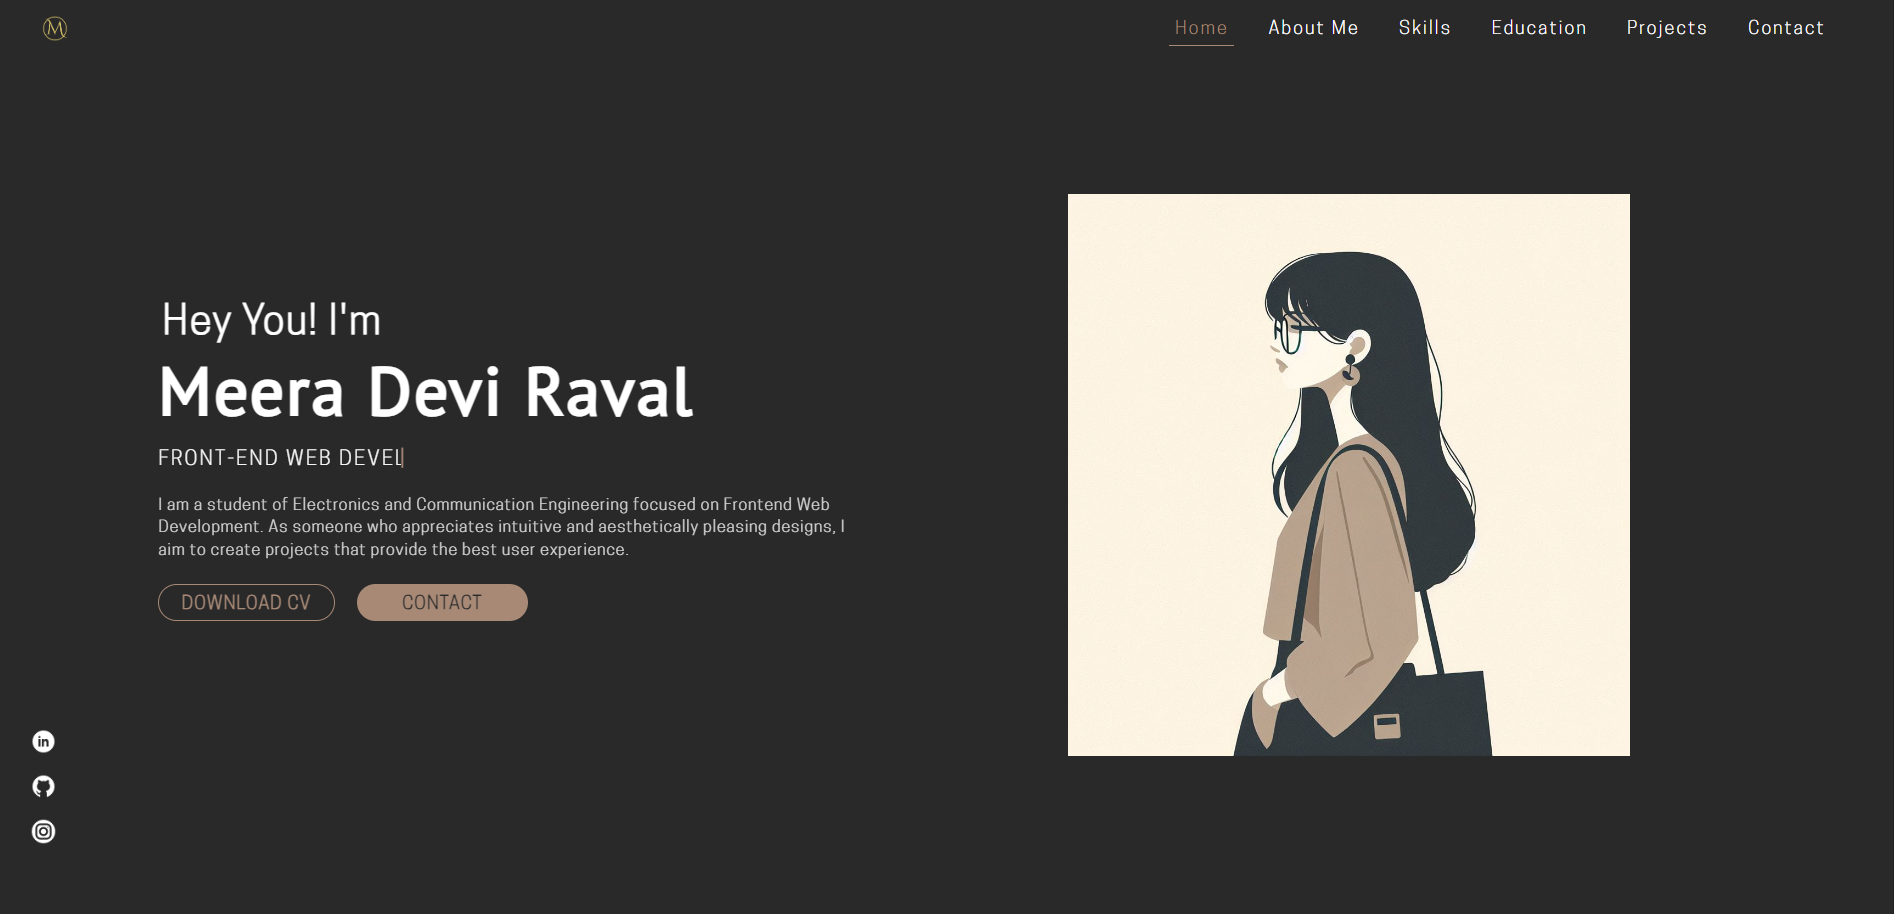 M
Home About Me Skills Education Projects Contact
Hey You! I'm
Meera Devi Raval
FRONT-END WEB DEVEL
I am a student of Electronics and Communication Engineering focused on Frontend Web
Development. As someone who appreciates intuitive and aesthetically pleasing designs, I
aim to create projects that provide the best user experience.
DOWNLOAD CV CONTACT
in